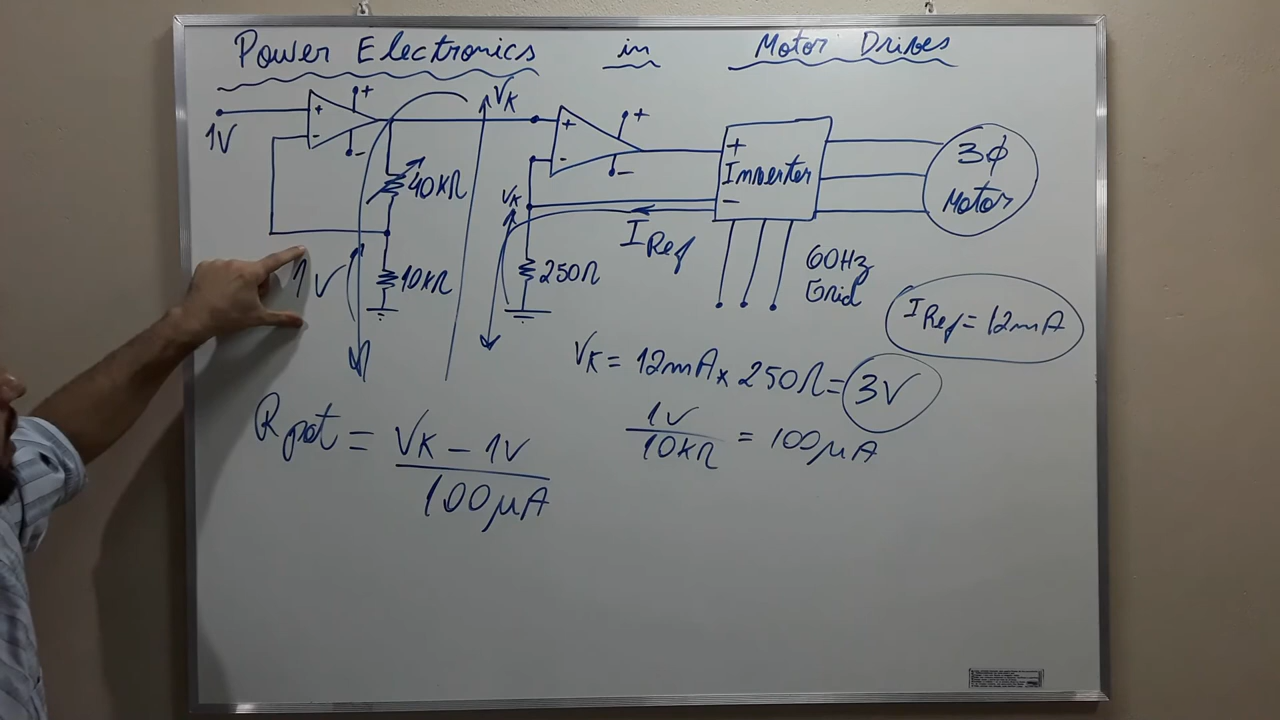 Power Electronics in Motor Drives
+
1V
+
-
-
VK
+
+
-
-
40KΩ
10KΩ
1V
VK
250Ω
IRef
+
Inverter
-
3Φ
Motor
60Hz
Grid
IRef = 12mA
VK = 12mA x 250Ω = 3V
1V
10KΩ
= 100μA
Rpot =
VK - 1V
100μA